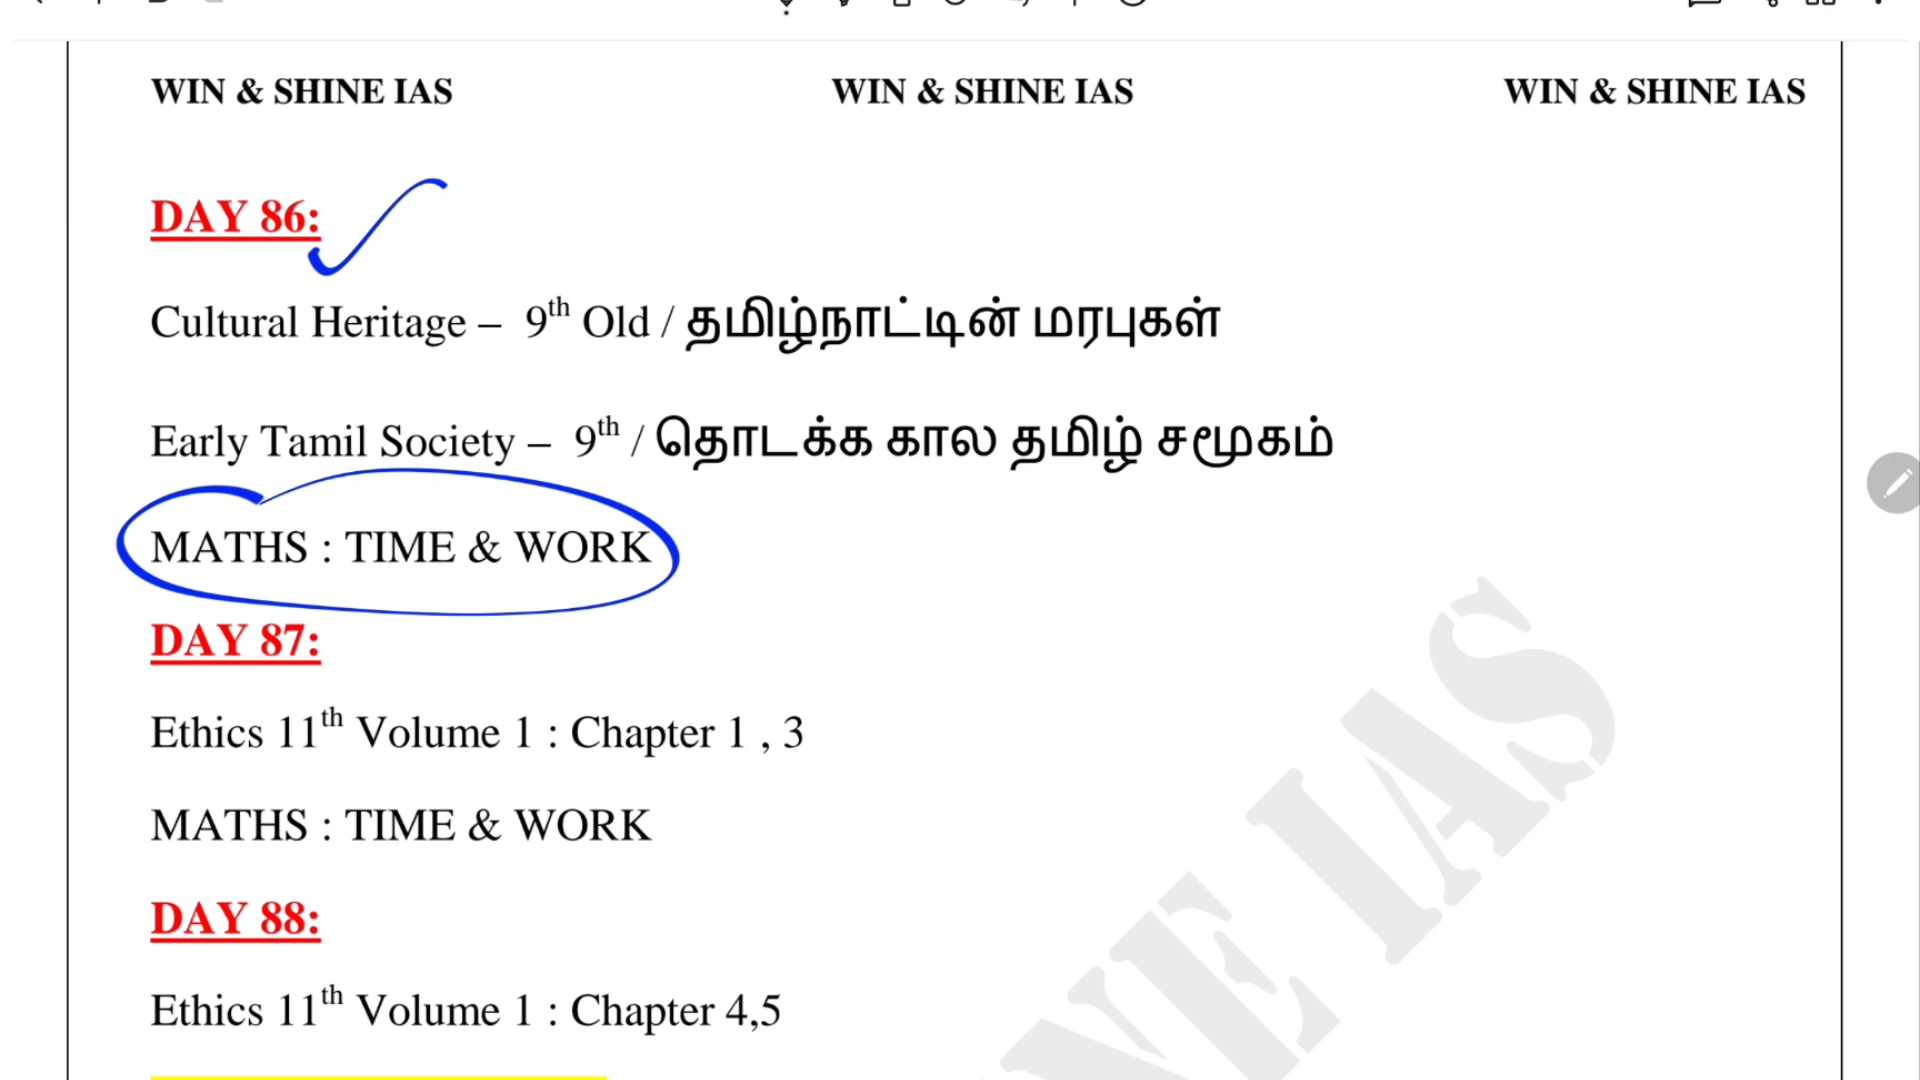 WIN & SHINE IAS WIN & SHINE IAS WIN & SHINE IAS
DAY 86:
Cultural Heritage – 9th Old / தமிழ்நாட்டின் மரபுகள்
Early Tamil Society – 9th / தொடக்க கால தமிழ் சமூகம்
MATHS : TIME & WORK
DAY 87:
Ethics 11th Volume 1 : Chapter 1 , 3
MATHS : TIME & WORK
DAY 88:
Ethics 11th Volume 1 : Chapter 4,5
NE IAS